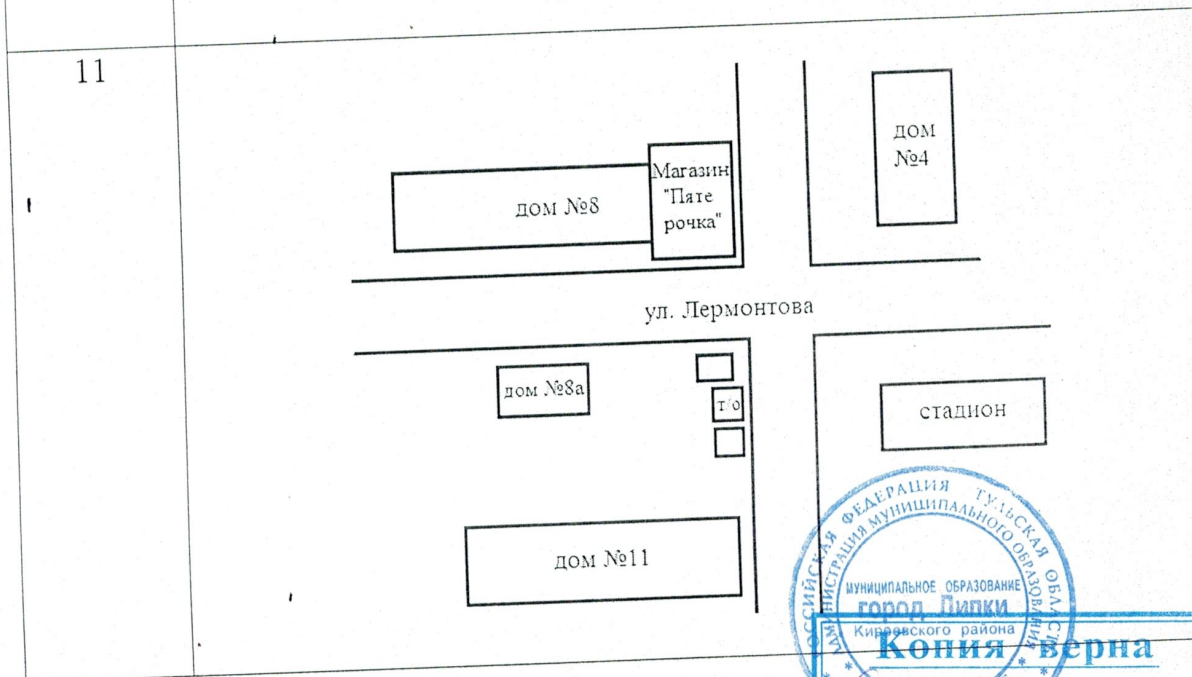 11
дом
№4
Магазин
"Пяте
рочка"
дом №8
ул. Лермонтова
дом №8а
т/о
стадион
дом №11
РОССИЙСКАЯ ФЕДЕРАЦИЯ ТУЛЬСКАЯ ОБЛАСТЬ
АДМИНИСТРАЦИЯ МУНИЦИПАЛЬНОГО ОБРАЗОВАНИЯ
МУНИЦИПАЛЬНОЕ ОБРАЗОВАНИЕ
город Липки
Киреевского района
Копия верна